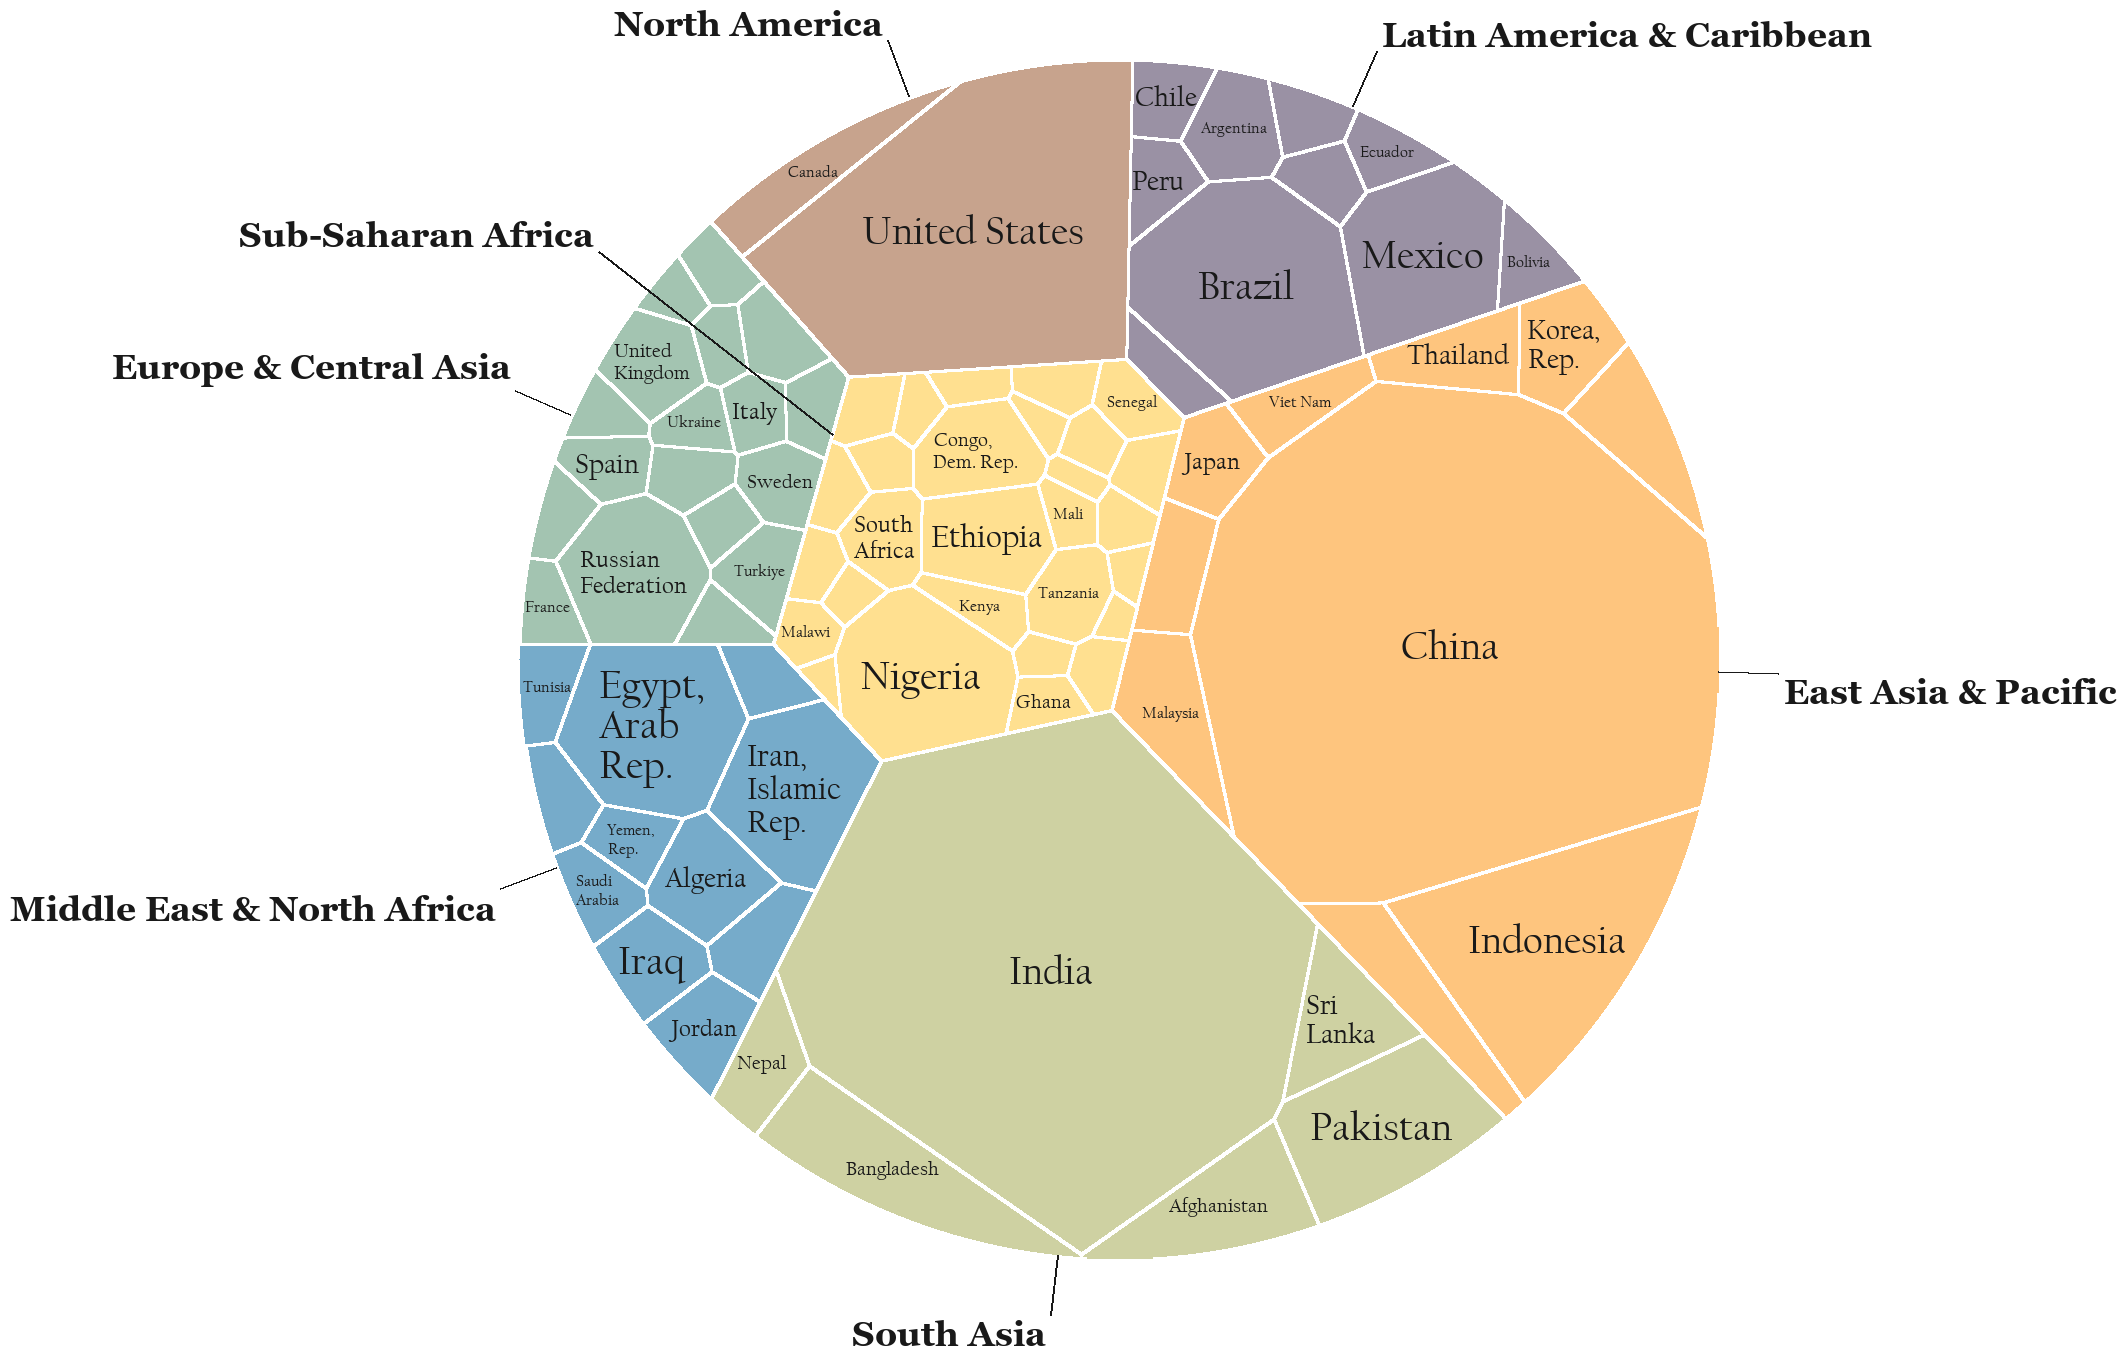 North America
Latin America & Caribbean
Chile
Argentina
Ecuador
Canada
Peru
United States
Sub-Saharan Africa
Mexico
Bolivia
Brazil
Korea,
Rep.
Thailand
United
Kingdom
Europe & Central Asia
Viet Nam
Senegal
Italy
Ukraine
Congo,
Dem. Rep.
Japan
Spain
Sweden
Mali
South
Africa
Ethiopia
Russian
Federation
Turkiye
Tanzania
France
Kenya
Malawi
China
Nigeria
Tunisia
Egypt,
Arab
Rep.
East Asia & Pacific
Ghana
Malaysia
Iran,
Islamic
Rep.
Yemen,
Rep.
Algeria
Saudi
Arabia
Middle East & North Africa
Indonesia
Iraq
India
Sri
Lanka
Jordan
Nepal
Pakistan
Bangladesh
Afghanistan
South Asia